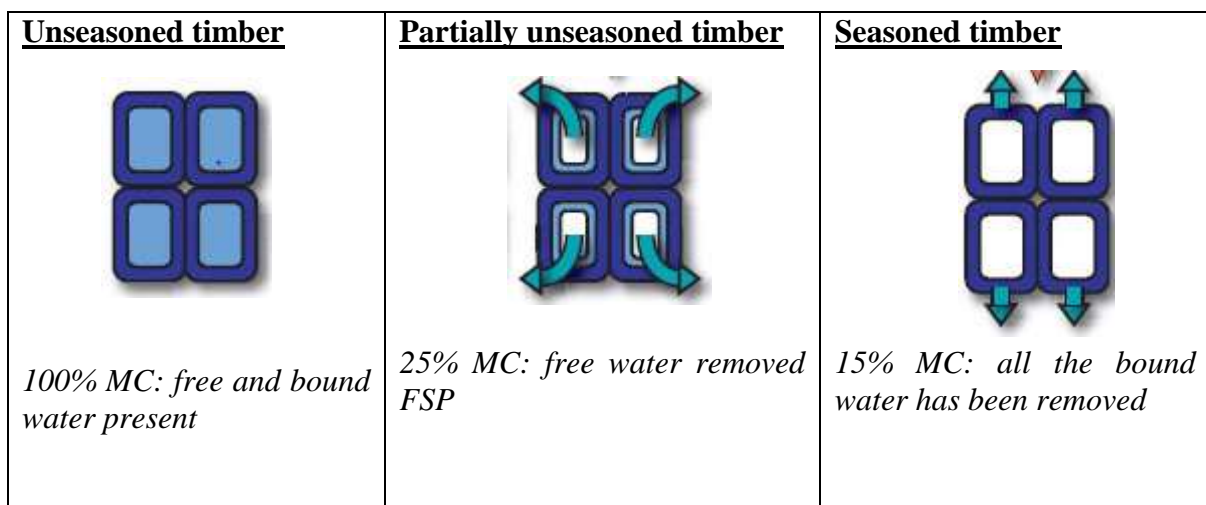 Unseasoned timber
100% MC: free and bound
water present
Partially unseasoned timber
25% MC: free water removed
FSP
Seasoned timber
15% MC: all the bound
water has been removed